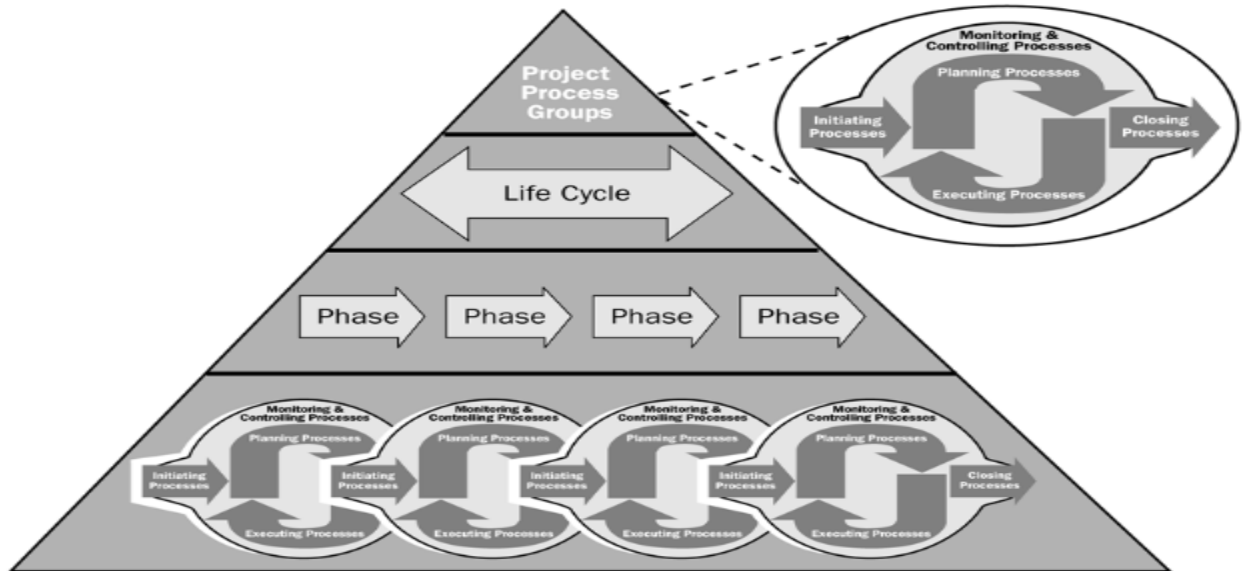 Project
Process
Groups
Monitoring &
Controlling Processes
Planning Processes
Initiating
Processes
Closing
Processes
Executing Processes
Life Cycle
Phase
Phase
Phase
Phase
Monitoring &
Controlling Processes
Planning Processes
Initiating
Processes
Executing Processes
Monitoring &
Controlling Processes
Planning Processes
Initiating
Processes
Executing Processes
Monitoring &
Controlling Processes
Planning Processes
Initiating
Processes
Executing Processes
Monitoring &
Controlling Processes
Planning Processes
Initiating
Processes
Closing
Processes
Executing Processes